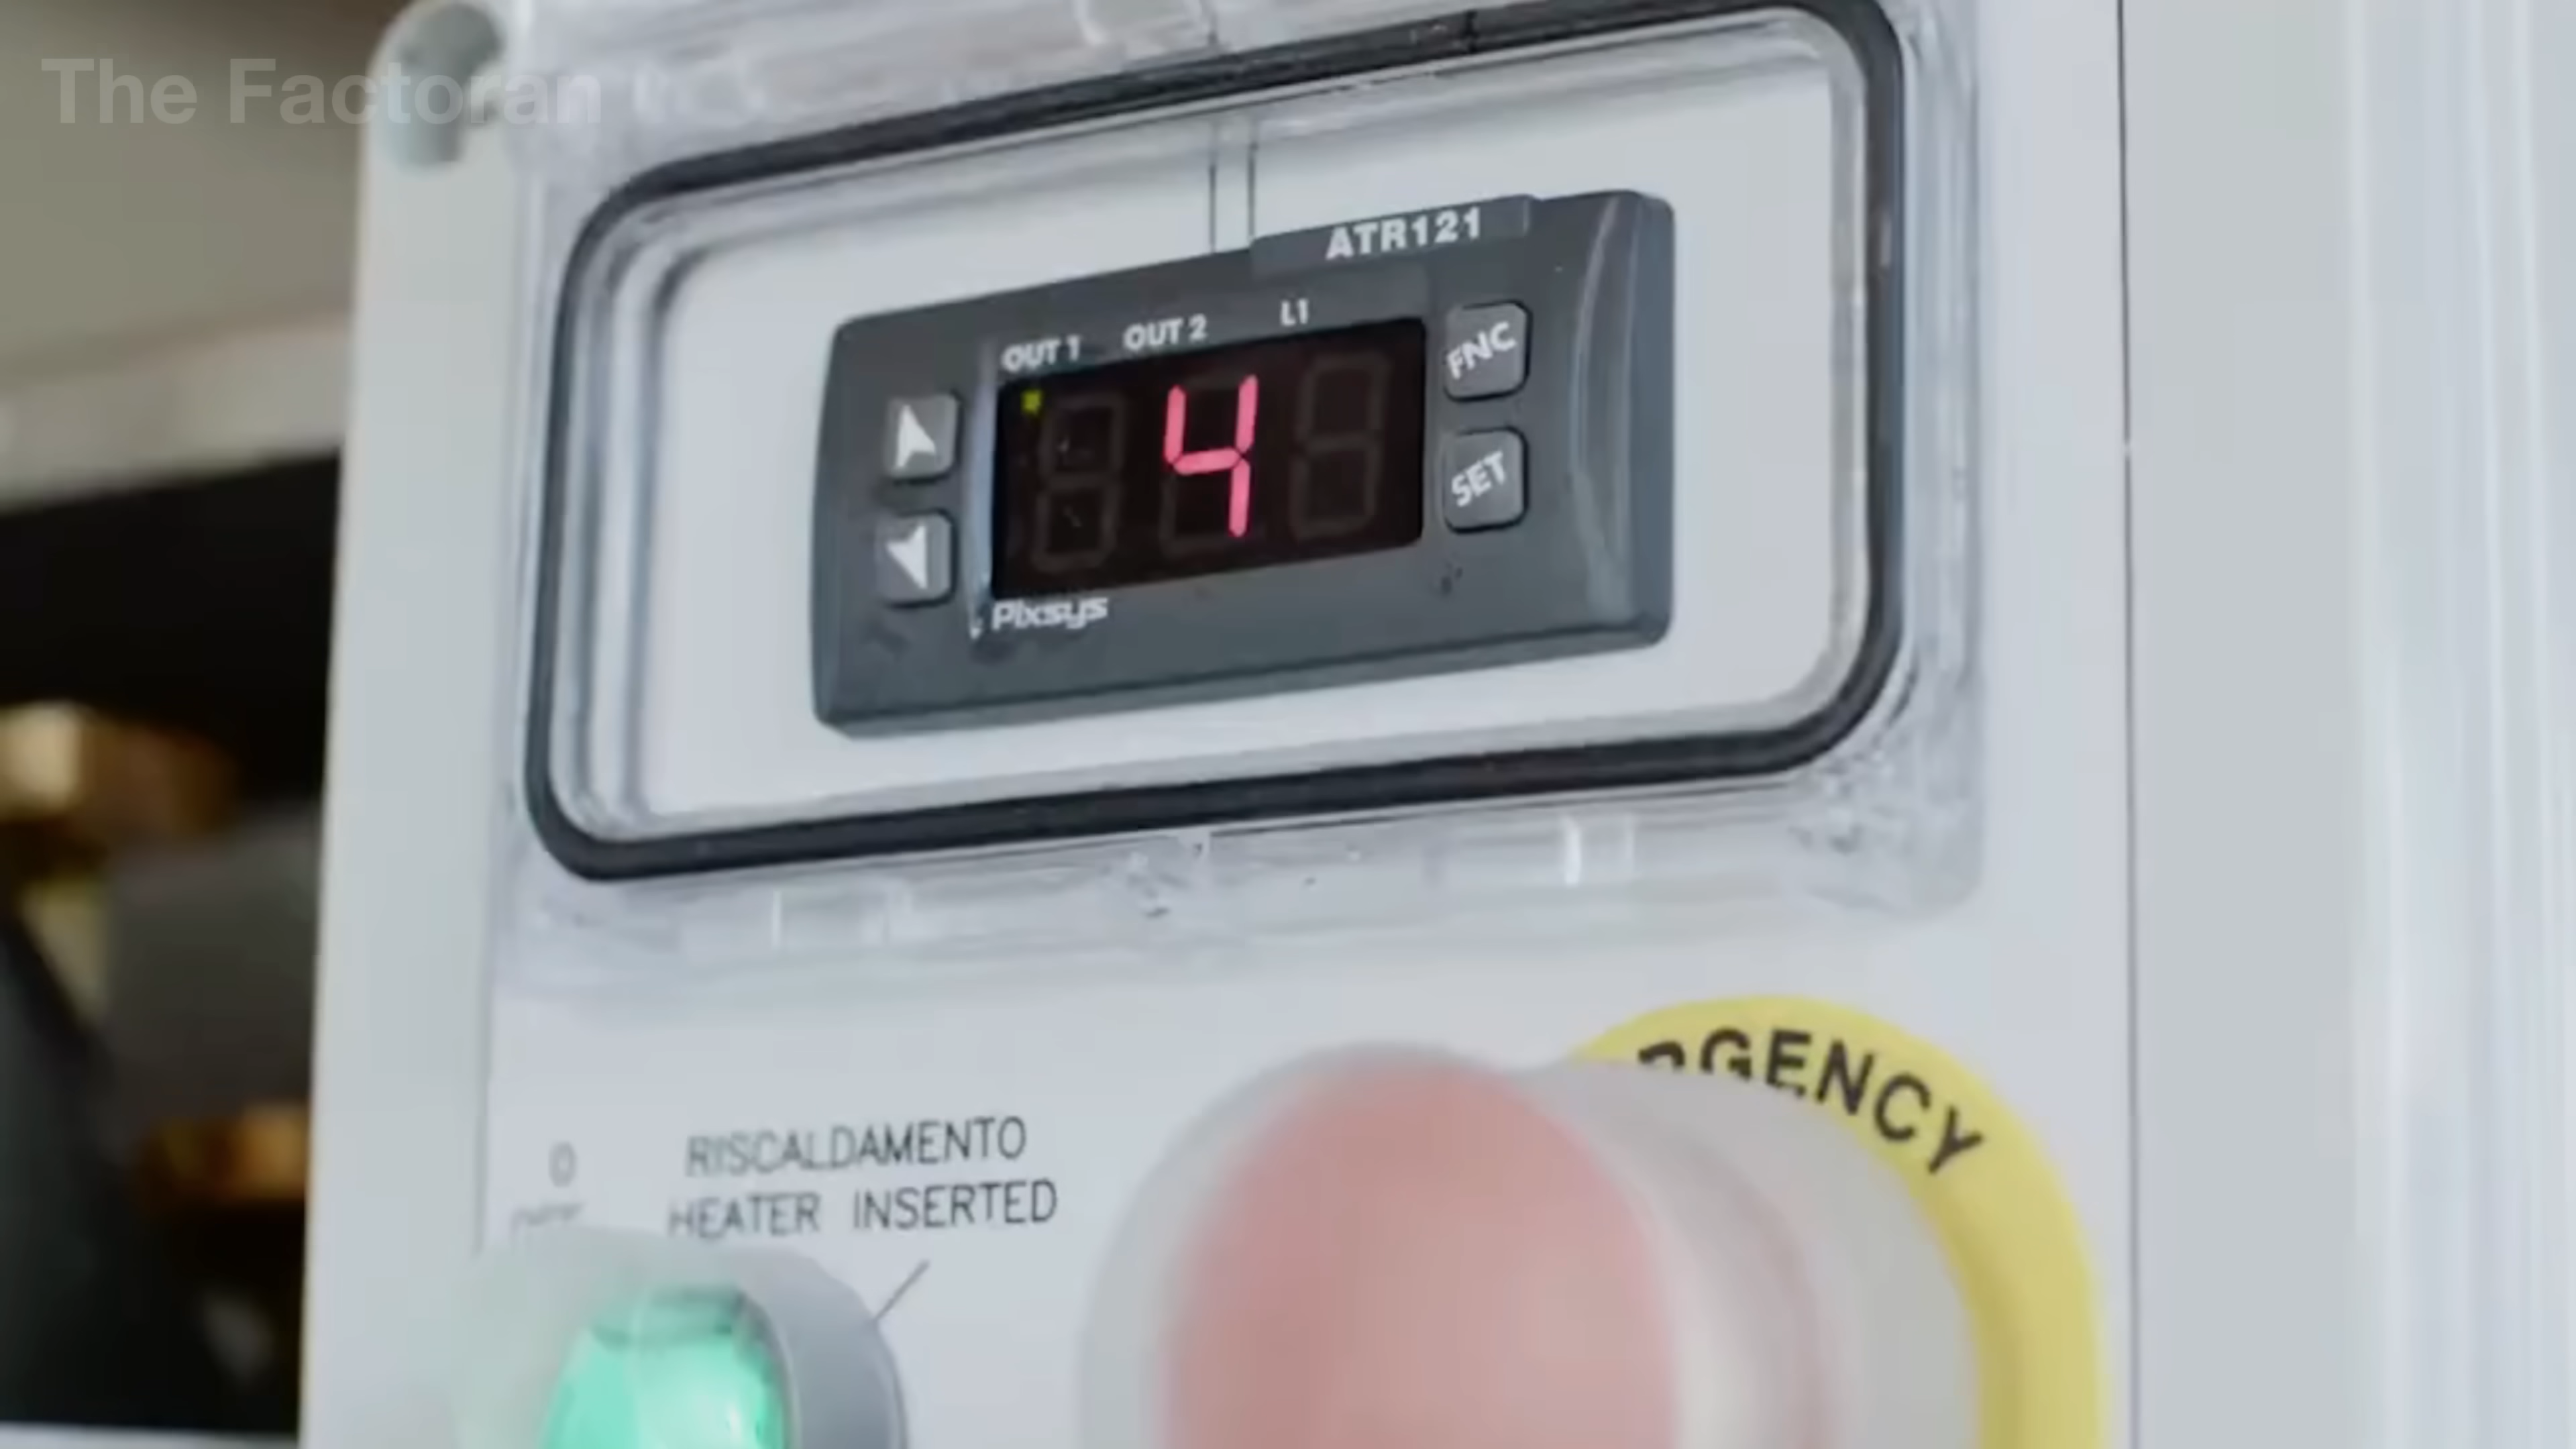 The Factoran
ATR121
OUT 1 OUT 2 L1
FNC
4
SET
Pixsys
RGENCY
0
RISCALDAMENTO
HEATER INSERTED